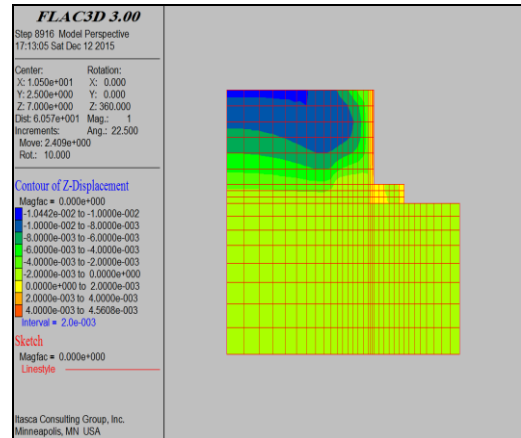 FLAC3D 3.00
Step 8916 Model Perspective
17:13:05 Sat Dec 12 2015
Center: Rotation:
X: 1.050e+001 X: 0.000
Y: 2.500e+000 Y: 0.000
Z: 7.000e+000 Z: 360.000
Dist: 6.057e+001 Mag.: 1
Increments: Ang.: 22.500
Move: 2.409e+000
Rot.: 10.000
Contour of Z-Displacement
Magfac = 0.000e+000
-1.0442e-002 to -1.0000e-002
-1.0000e-002 to -8.0000e-003
-8.0000e-003 to -6.0000e-003
-6.0000e-003 to -4.0000e-003
-4.0000e-003 to -2.0000e-003
-2.0000e-003 to 0.0000e+000
0.0000e+000 to 2.0000e-003
2.0000e-003 to 4.0000e-003
4.0000e-003 to 4.5608e-003
Interval = 2.0e-003
Sketch
Magfac = 0.000e+000
Linestyle
Itasca Consulting Group, Inc.
Minneapolis, MN USA